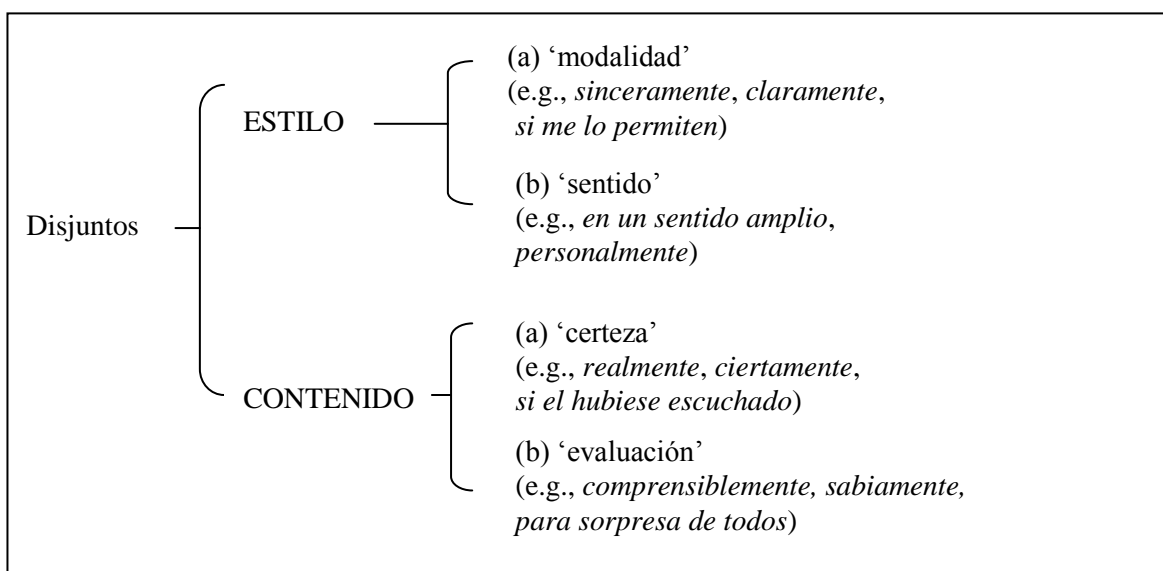 Disjuntos
ESTILO
(a) ‘modalidad’
(e.g., sinceramente, claramente,
si me lo permiten)
(b) ‘sentido’
(e.g., en un sentido amplio,
personalmente)
CONTENIDO
(a) ‘certeza’
(e.g., realmente, ciertamente,
si el hubiese escuchado)
(b) ‘evaluación’
(e.g., comprensiblemente, sabiamente,
para sorpresa de todos)